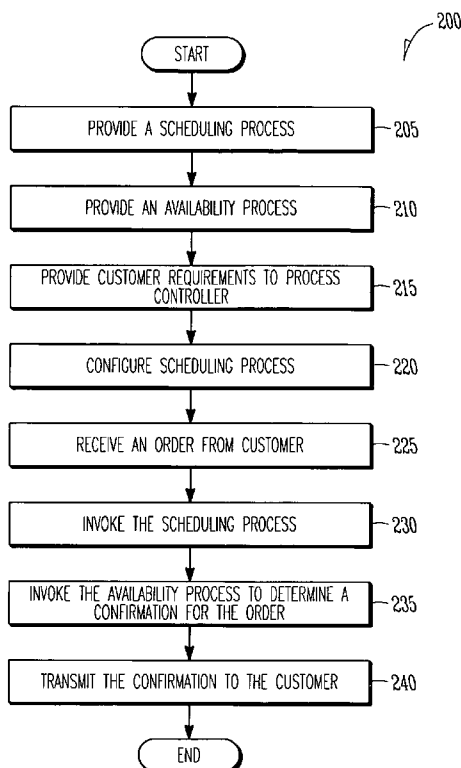 200
START
PROVIDE A SCHEDULING PROCESS
205
PROVIDE AN AVAILABILITY PROCESS
210
PROVIDE CUSTOMER REQUIREMENTS TO PROCESS
CONTROLLER
215
CONFIGURE SCHEDULING PROCESS
220
RECEIVE AN ORDER FROM CUSTOMER
225
INVOKE THE SCHEDULING PROCESS
230
INVOKE THE AVAILABILITY PROCESS TO DETERMINE A
CONFIRMATION FOR THE ORDER
235
TRANSMIT THE CONFIRMATION TO THE CUSTOMER
240
END